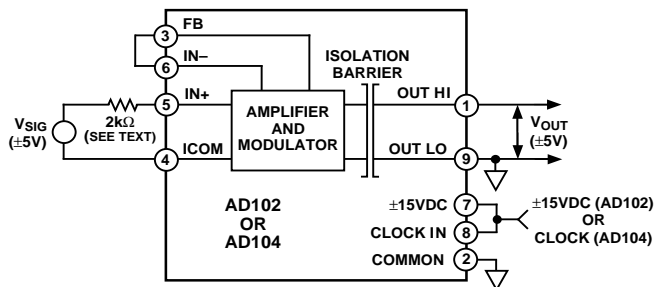 3
FB
6
IN–
5
IN+
4
ICOM
VSIG
(±5V)
2kΩ
(SEE TEXT)
AMPLIFIER
AND
MODULATOR
ISOLATION
BARRIER
OUT HI
1
OUT LO
9
VOUT
(±5V)
AD102
OR
AD104
±15VDC
7
CLOCK IN
8
COMMON
2
±15VDC (AD102)
OR
CLOCK (AD104)